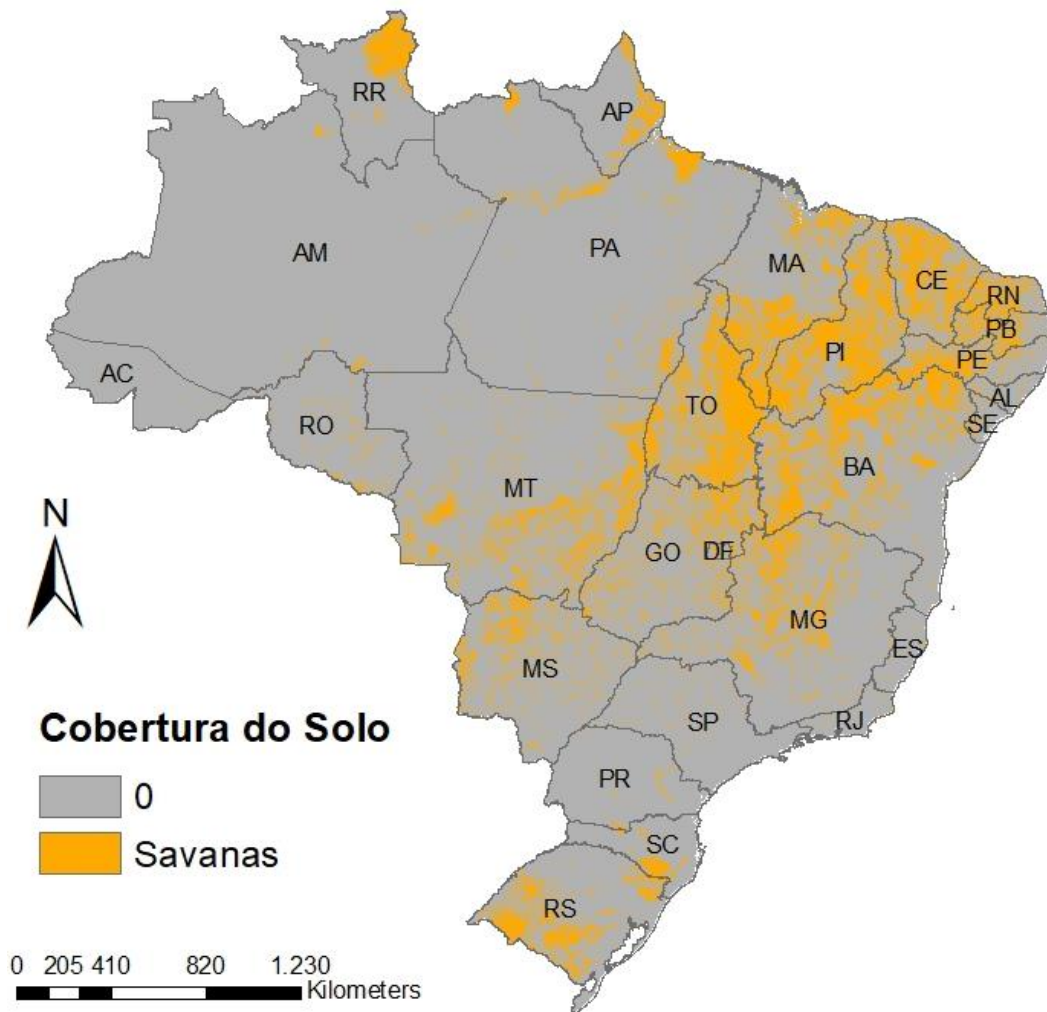 RR
AP
AM
PA
MA
CE
RN
PB
PE
PI
AL
SE
AC
RO
TO
BA
MT
GO
DF
MG
ES
MS
SP
RJ
PR
SC
RS
N
Cobertura do Solo
0
Savanas
0 205 410 820 1.230
Kilometers